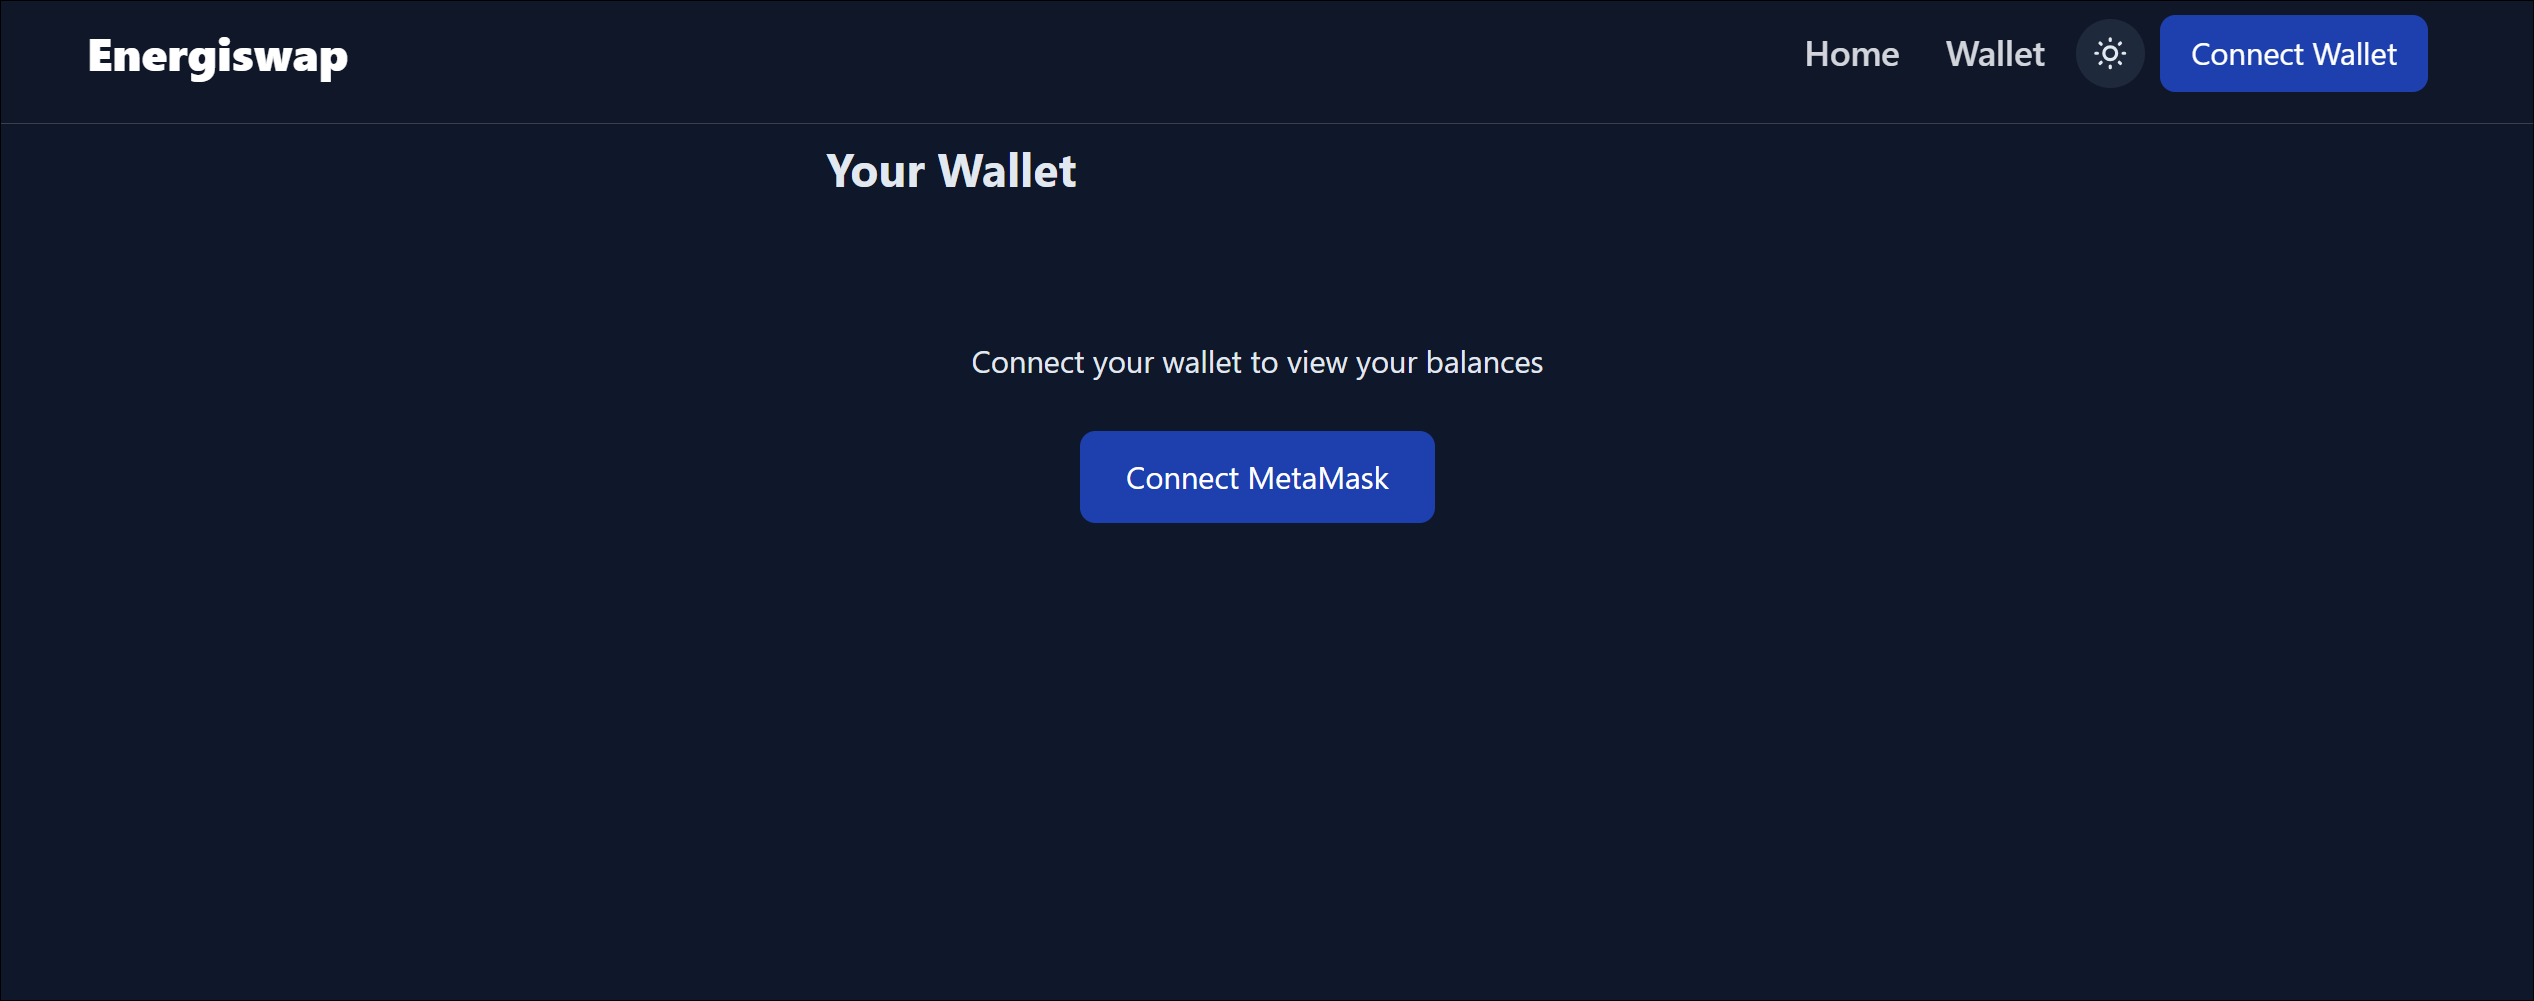 Energiswap
Home
Wallet
Connect Wallet
Your Wallet
Connect your wallet to view your balances
Connect MetaMask